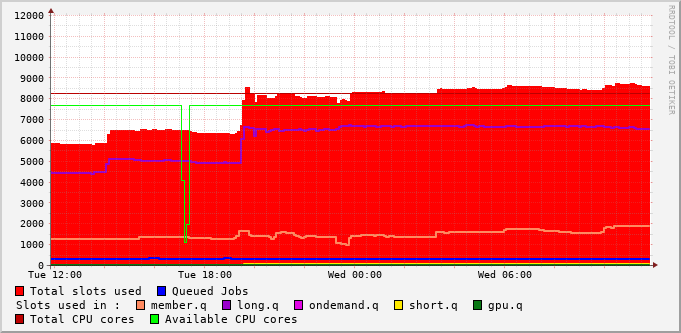 12000
11000
10000
9000
8000
7000
6000
5000
4000
3000
2000
1000
0
Tue 12:00 Tue 18:00 Wed 00:00 Wed 06:00
RRDTOOL / TOBI OETIKER
Total slots used Queued Jobs
Slots used in : member.q long.q ondemand.q short.q gpu.q
Total CPU cores Available CPU cores